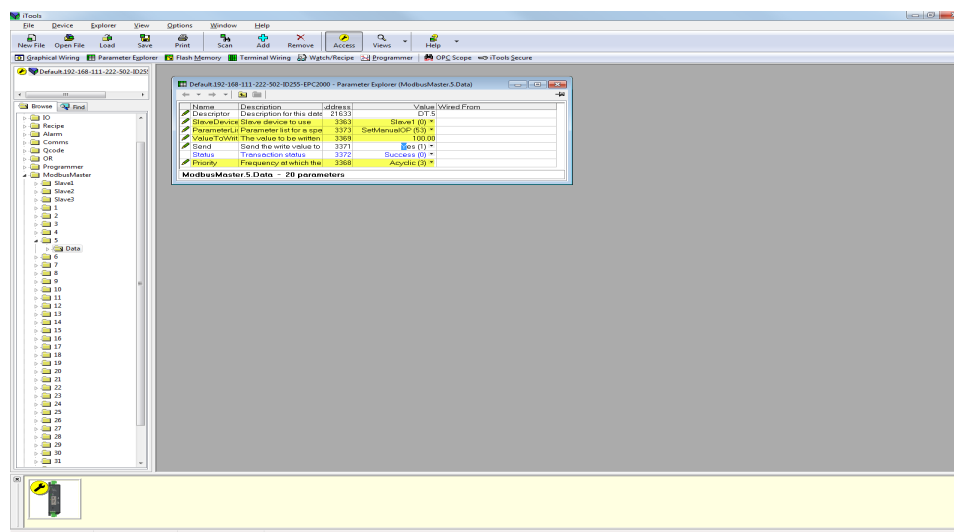 iTools
File Device Explorer View Options Window Help
New File Open File Load Save Print Scan Add Remove Access Views Help
Graphical Wiring Parameter Explorer Flash Memory Terminal Wiring Watch/Recipe Programmer OPC Scope iTools Secure
Default.192-168-111-222-502-ID255
Browse Find
IO
Recipe
Alarm
Comms
Qcode
OR
Programmer
ModbusMaster
Slave1
Slave2
Slave3
1
2
3
4
5
Data
6
7
8
9
10
11
12
13
14
15
16
17
18
19
20
21
22
23
24
25
26
27
28
29
30
31
Default.192-168-111-222-502-ID255-EPC2000 - Parameter Explorer (ModbusMaster.5.Data)
Name Description Address Value Wired From
Descriptor Description for this date 21633 DT.5
SlaveDevice Slave device to use 3363 Slave1 (0)
ParameterLi Parameter list for a spe 3373 SetManualOP (53)
ValueToWrit The value to be written 3369 100.00
Send Send the write value to 3371 Yes (1)
Status Transaction status 3372 Success (0)
Priority Frequency at which the 3368 Acyclic (3)
ModbusMaster.5.Data - 20 parameters